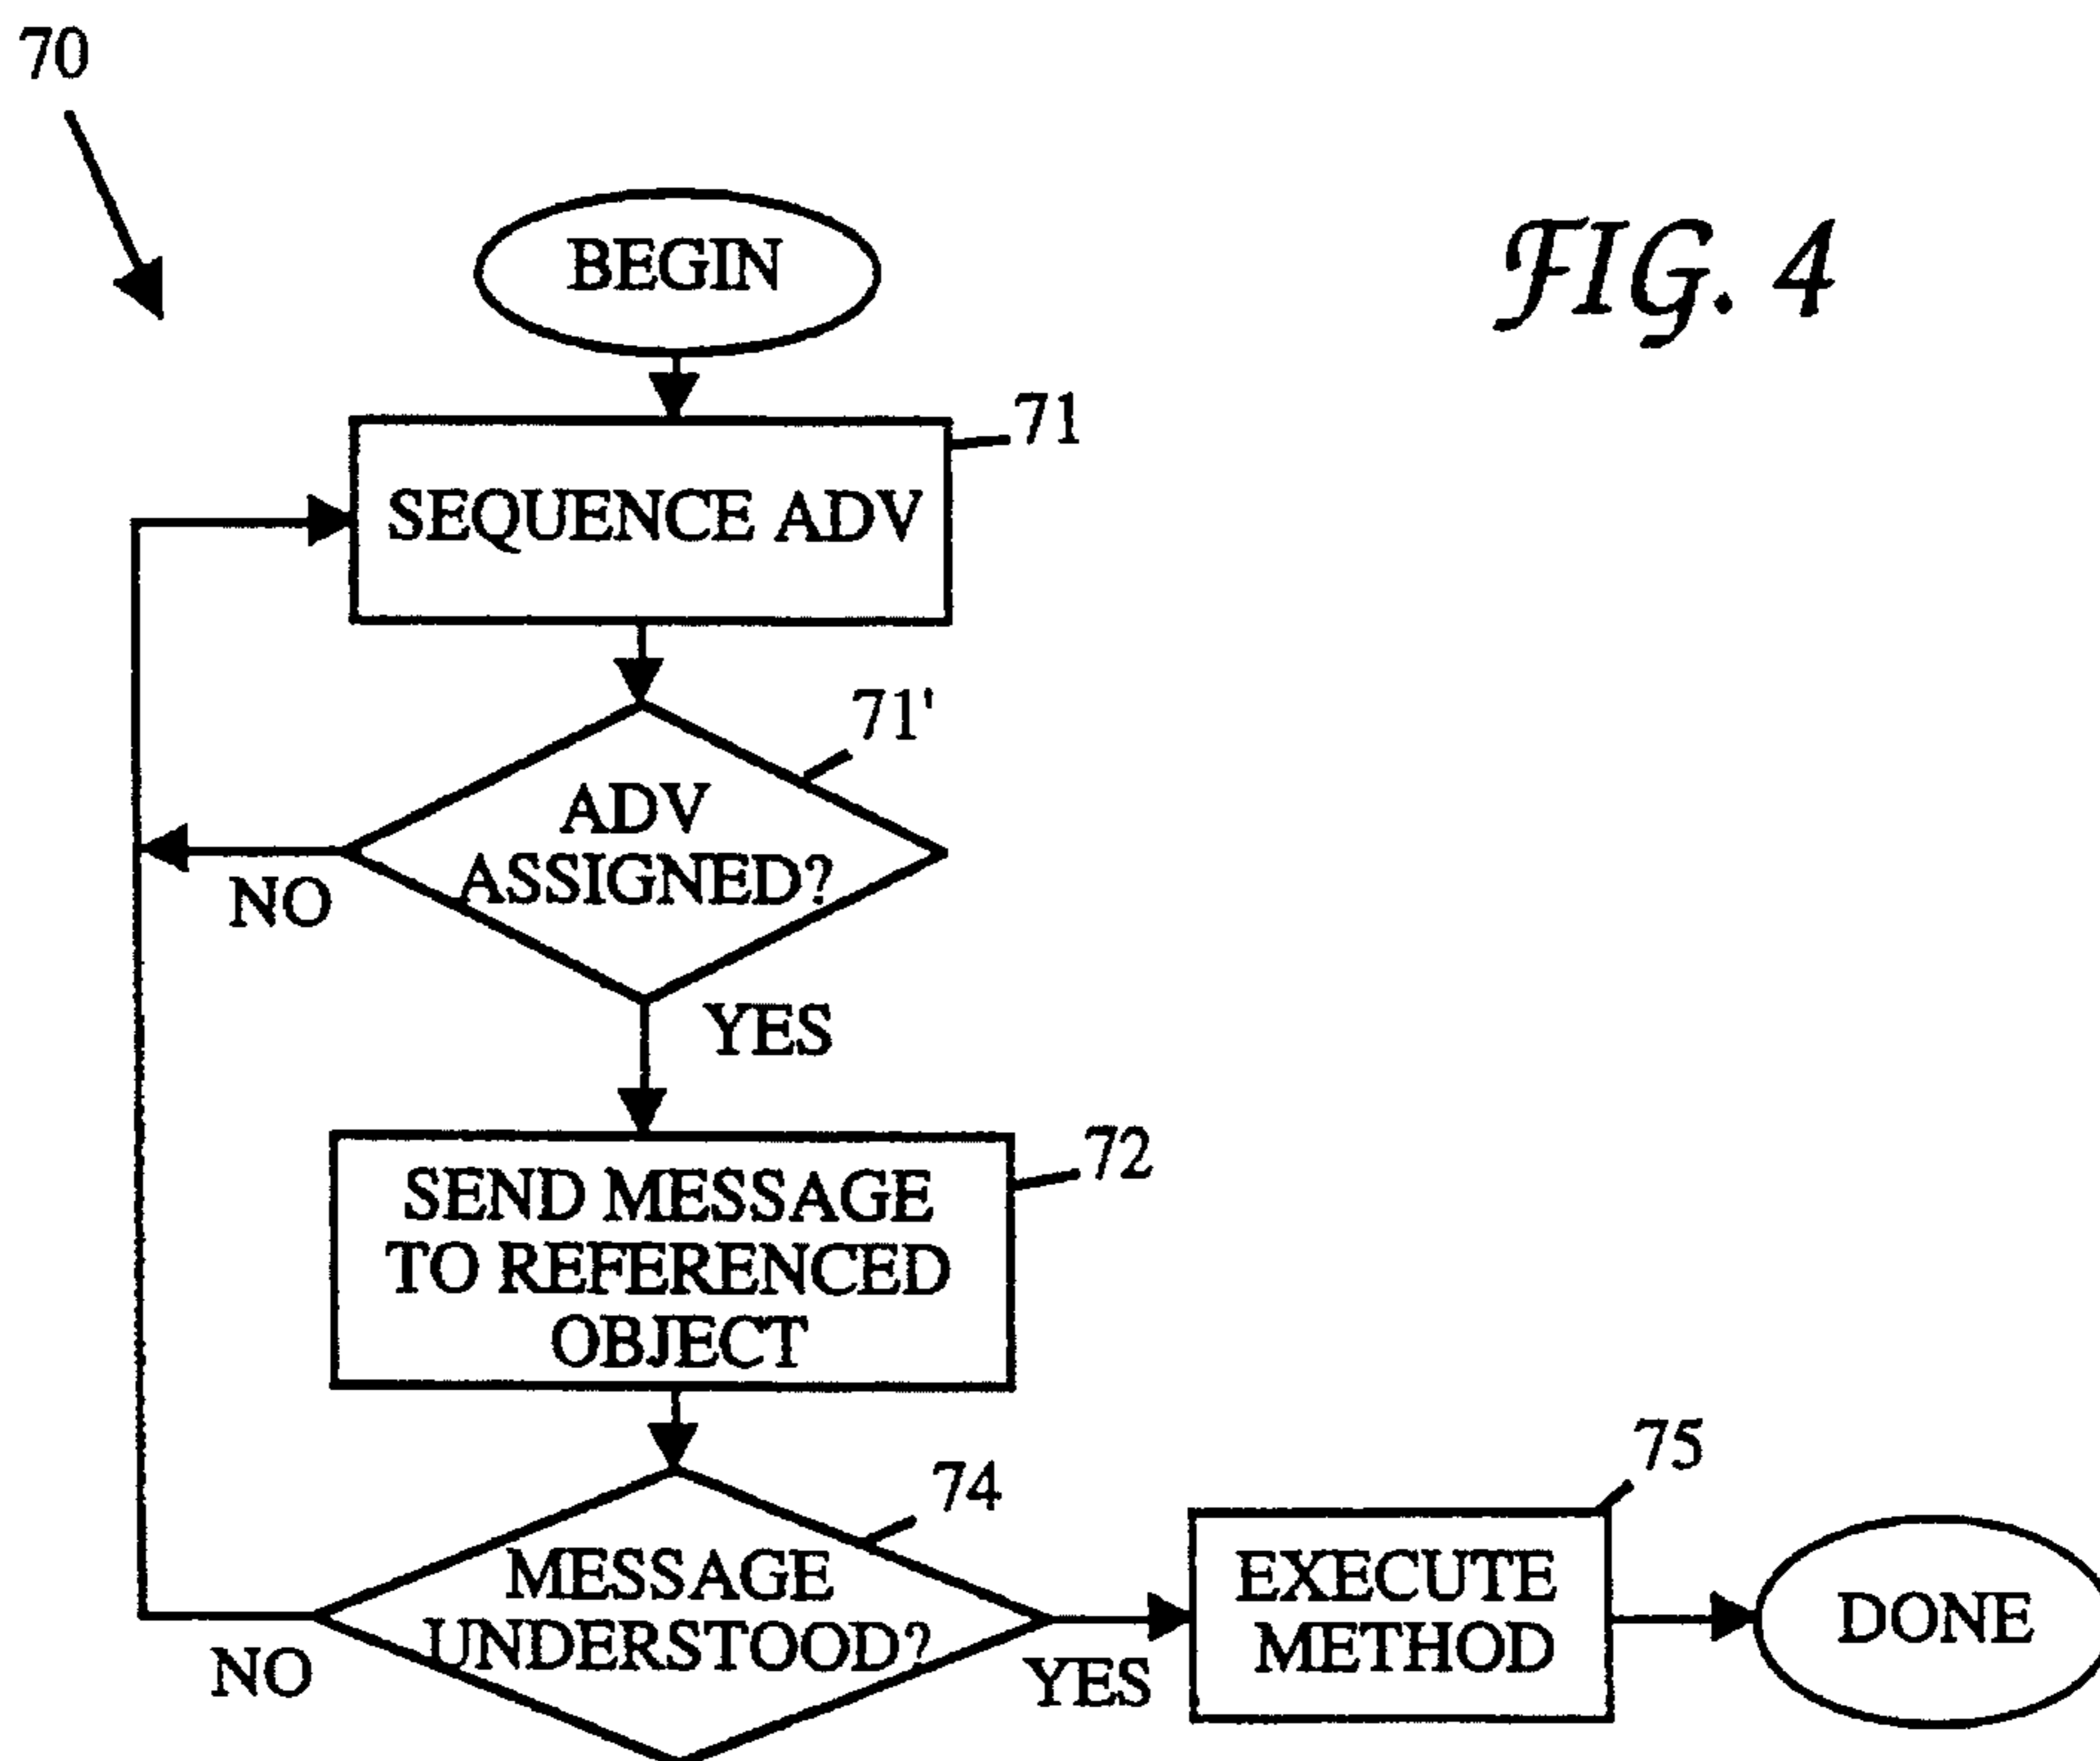 70
BEGIN
FIG. 4
71
SEQUENCE ADV
71'
ADV
ASSIGNED?
NO
YES
72
SEND MESSAGE
TO REFERENCED
OBJECT
74
75
MESSAGE
UNDERSTOOD?
NO
YES
EXECUTE
METHOD
DONE